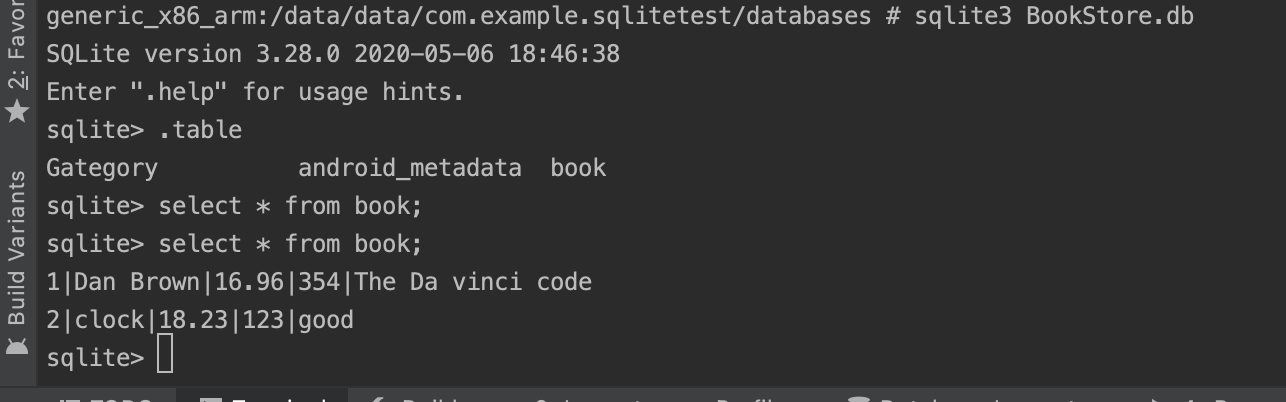 generic_x86_arm:/data/data/com.example.sqlitetest/databases # sqlite3 BookStore.db
SQLite version 3.28.0 2020-05-06 18:46:38
Enter ".help" for usage hints.
sqlite> .table
Gategory          android_metadata  book
sqlite> select * from book;
sqlite> select * from book;
1|Dan Brown|16.96|354|The Da vinci code
2|clock|18.23|123|good
sqlite>
2: Favor
Build Variants